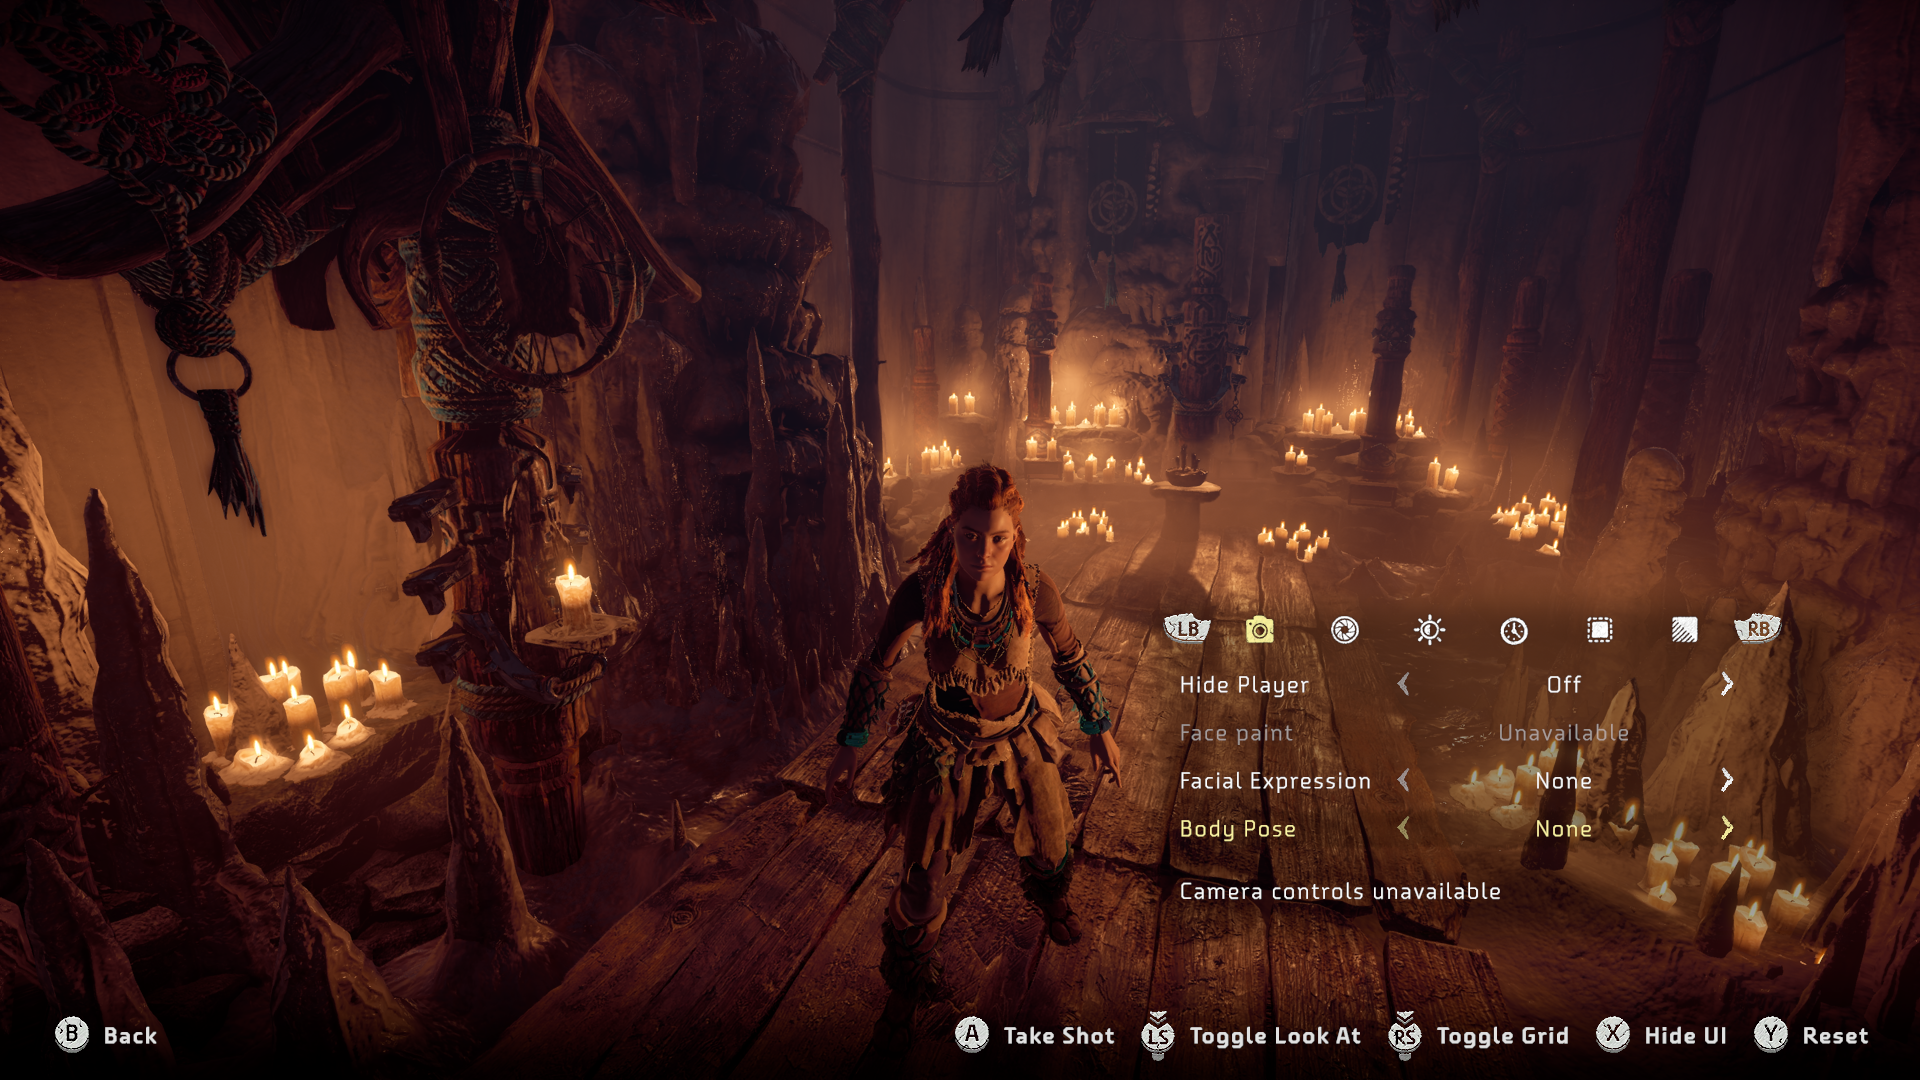 LB RB
Hide Player Off
Face paint Unavailable
Facial Expression None
Body Pose None
Camera controls unavailable
B Back A Take Shot LS Toggle Look At RS Toggle Grid X Hide UI Y Reset